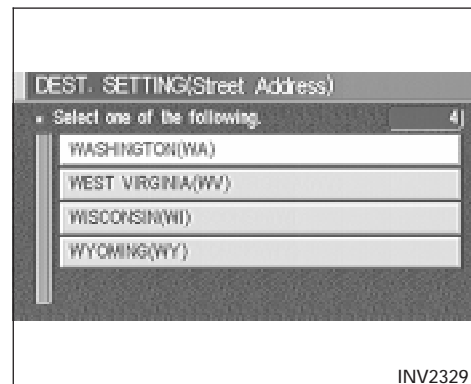 DEST. SETTING(Street Address)
Select one of the following. 4
WASHINGTON(WA)
WEST VIRGINIA(WV)
WISCONSIN(WI)
WYOMING(WY)
INV2329